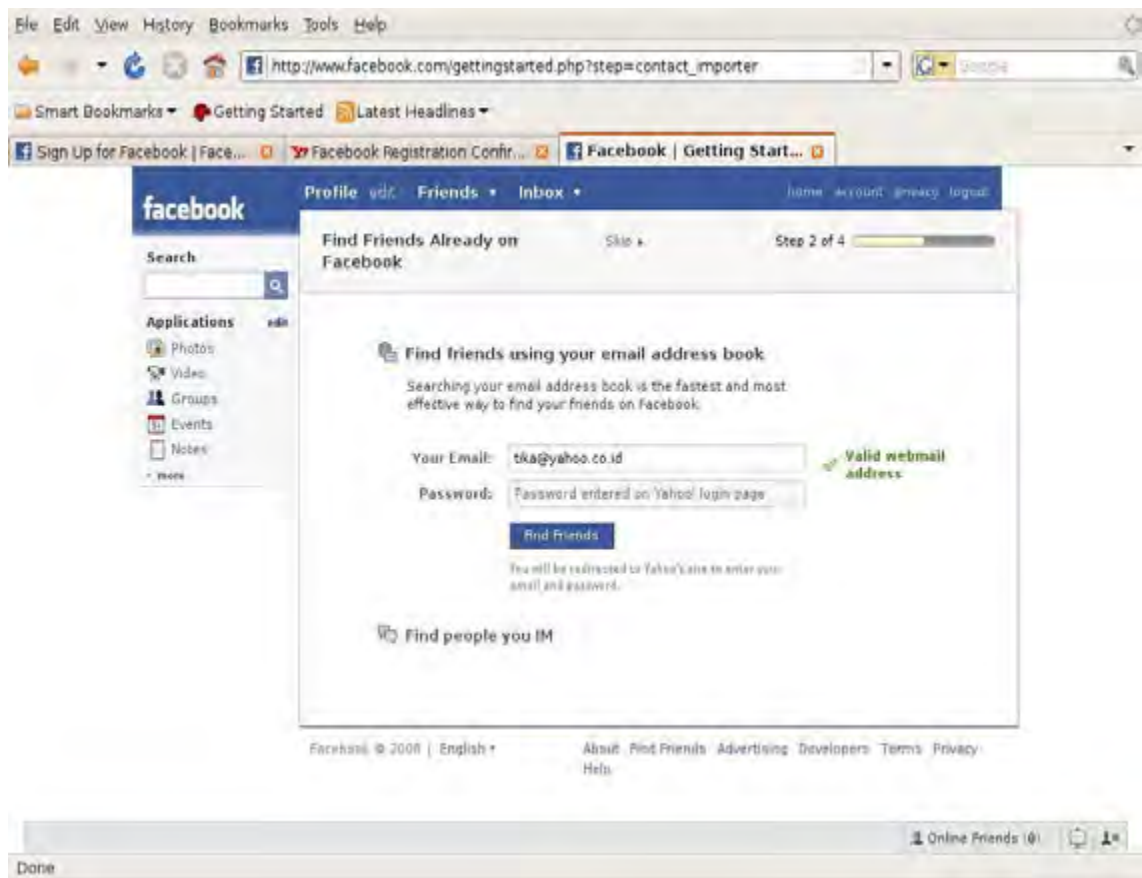 File Edit View History Bookmarks Tools Help
http://www.facebook.com/gettingstarted.php?step=contact_importer
Google
Smart Bookmarks Getting Started Latest Headlines
Sign Up for Facebook | Face... Facebook Registration Confir... Facebook | Getting Start...
facebook
Profile edit Friends Inbox home account privacy logout
Find Friends Already on
Facebook
Skip
Step 2 of 4
Search
Applications edit
Photos
Video
Groups
Events
Notes
more
Find friends using your email address book
Searching your email address book is the fastest and most
effective way to find your friends on Facebook.
Your Email: tika@yahoo.co.id
Valid webmail
address
Password: Password entered on Yahoo! login page
Find Friends
You will be redirected to Yahoo's site to enter your
email and password.
Find people you IM
Facebook © 2008 | English
About Find Friends Advertising Developers Terms Privacy
Help
Online Friends (0)
Done